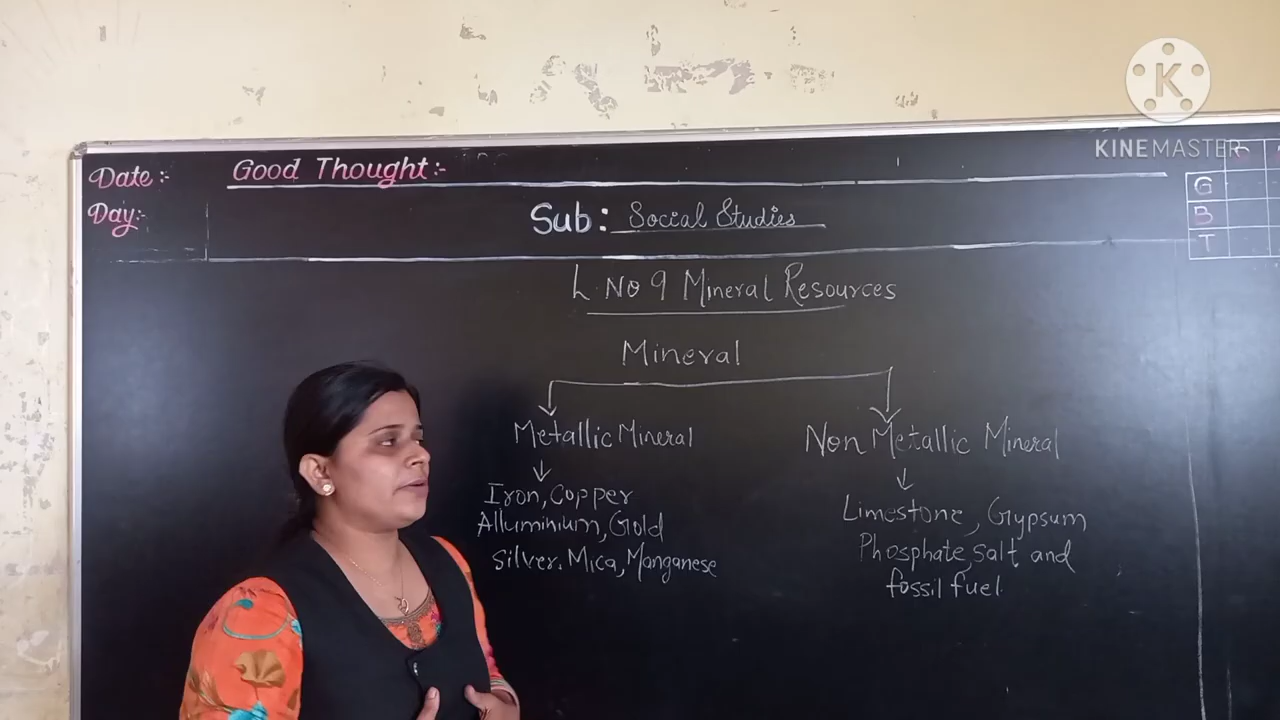 K
KINEMASTER
Date:-
Good Thought:-
Day:-
Sub: Social Studies
G
B
T
L. No 9 Mineral Resources
Mineral
Metallic Mineral
Non Metallic Mineral
Iron, Copper
Alluminium, Gold
Silver. Mica, Manganese
Limestone, Gypsum
Phosphate, salt and
fossil fuel.